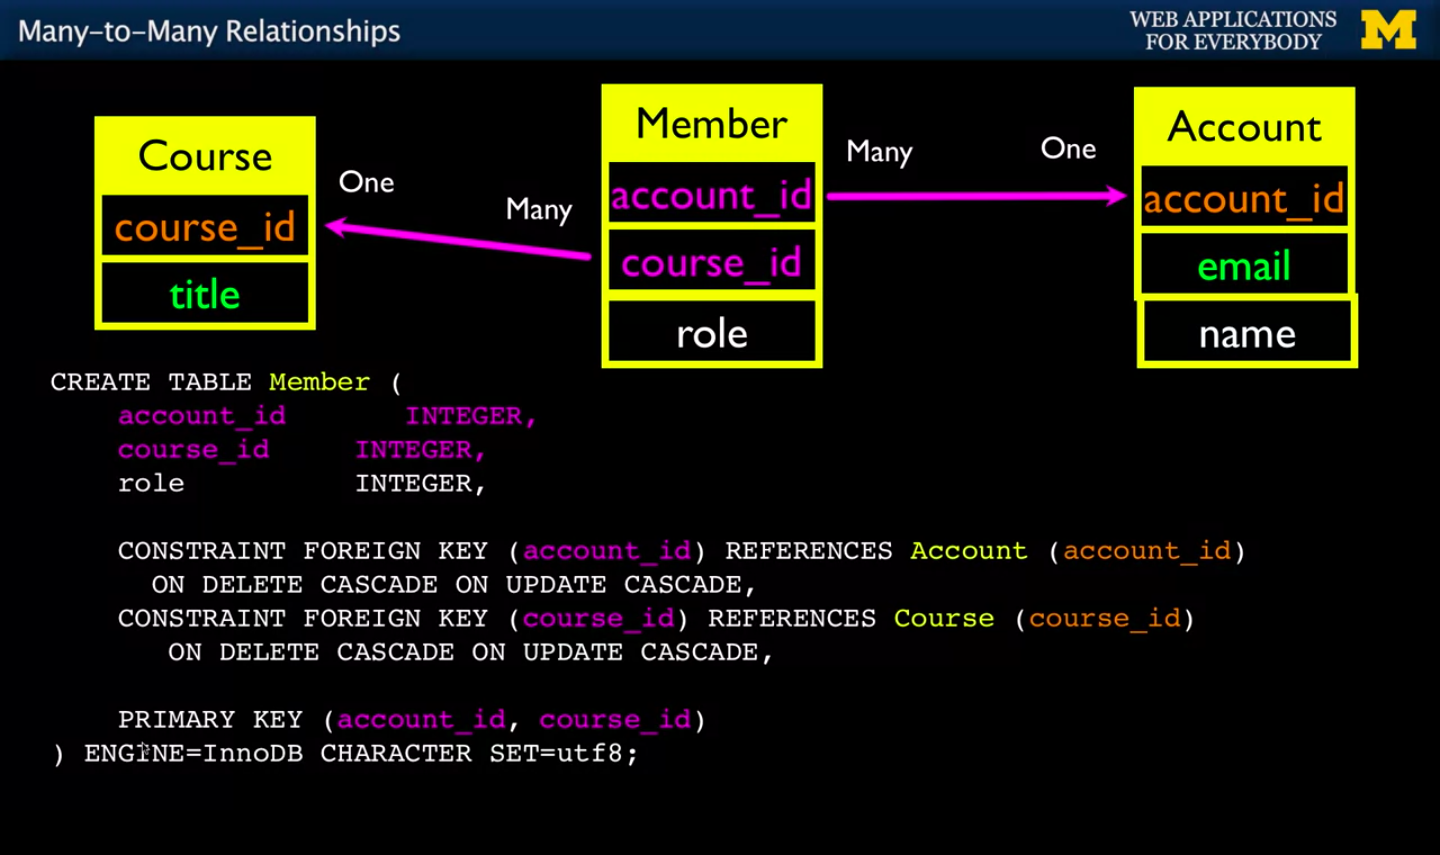 Many-to-Many Relationships
WEB APPLICATIONS
FOR EVERYBODY
M
Course
course_id
title
One
Many
Member
account_id
course_id
role
Many
One
Account
account_id
email
name
CREATE TABLE Member (
account_id INTEGER,
course_id INTEGER,
role INTEGER,
CONSTRAINT FOREIGN KEY (account_id) REFERENCES Account (account_id)
ON DELETE CASCADE ON UPDATE CASCADE,
CONSTRAINT FOREIGN KEY (course_id) REFERENCES Course (course_id)
ON DELETE CASCADE ON UPDATE CASCADE,
PRIMARY KEY (account_id, course_id)
) ENGINE=InnoDB CHARACTER SET=utf8;